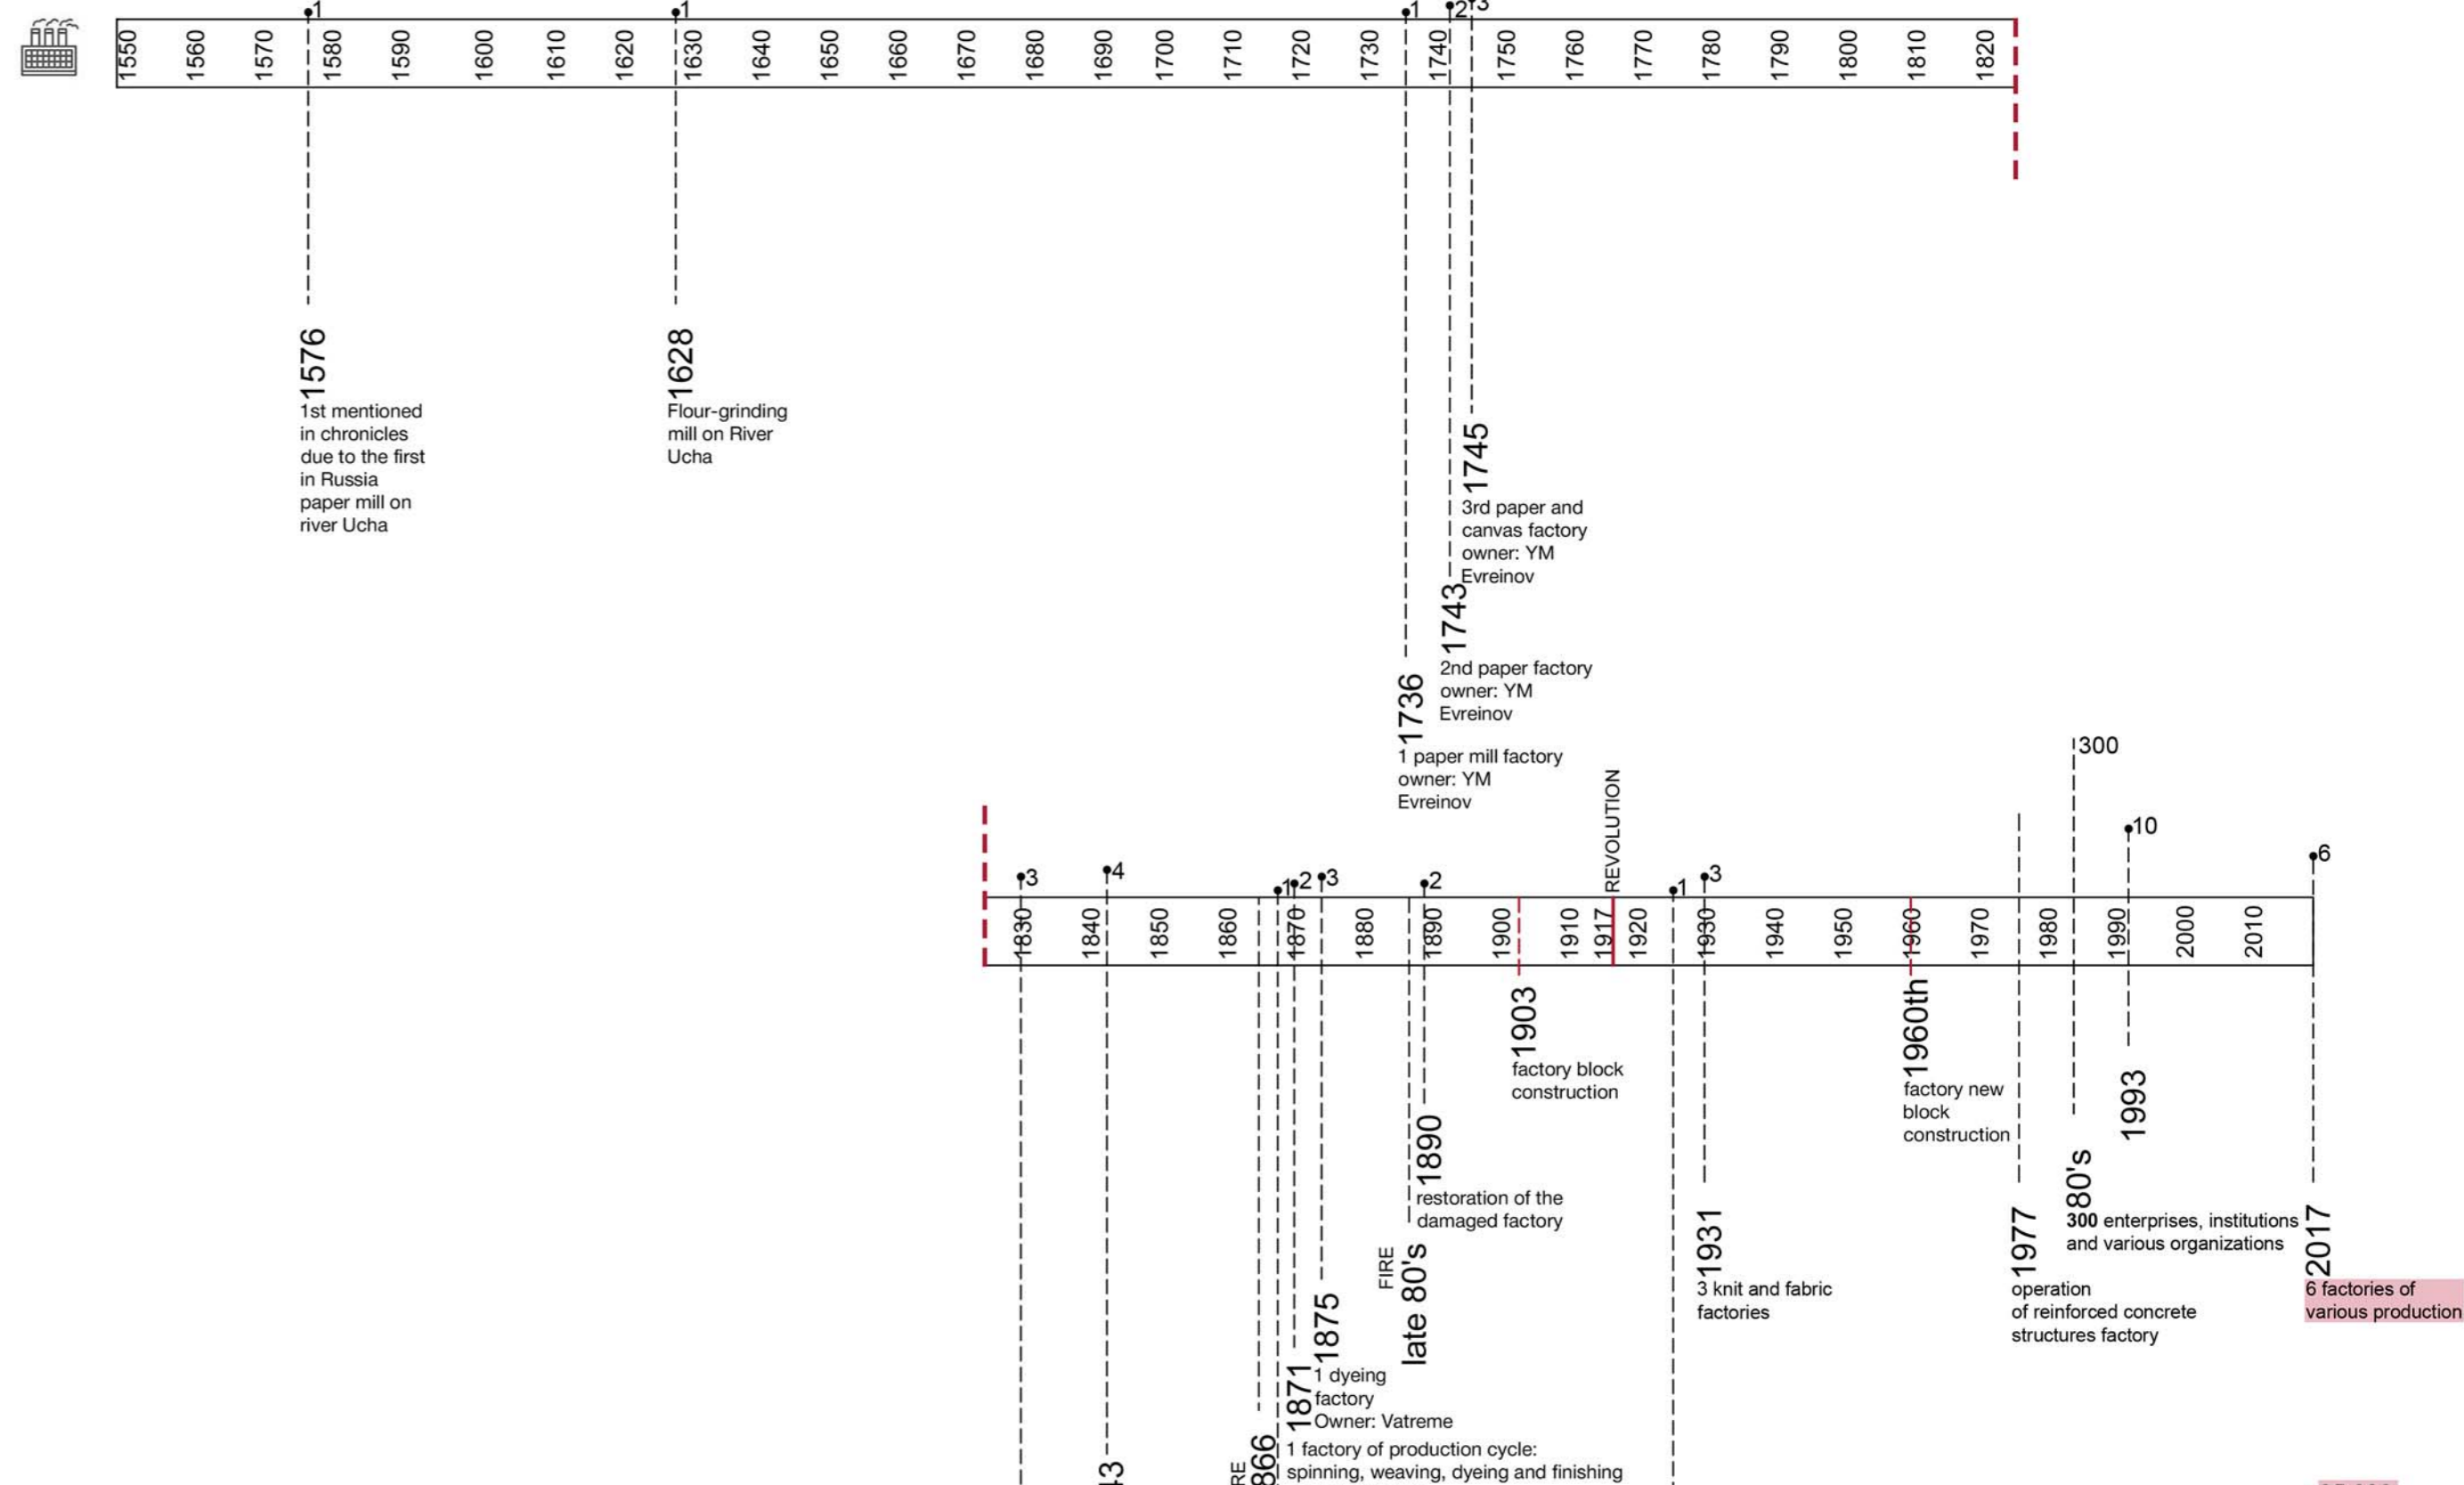 1
1
1
2
3
1550
1560
1570
1580
1590
1600
1610
1620
1630
1640
1650
1660
1670
1680
1690
1700
1710
1720
1730
1740
1750
1760
1770
1780
1790
1800
1810
1820
1576
1st mentioned
in chronicles
due to the first
in Russia
paper mill on
river Ucha
1628
Flour-grinding
mill on River
Ucha
1745
3rd paper and
canvas factory
owner: YM
Evreinov
1743
2nd paper factory
owner: YM
Evreinov
1736
1 paper mill factory
owner: YM
Evreinov
REVOLUTION
300
10
6
3
4
1
2
3
2
1
3
1830
1840
1850
1860
1870
1880
1890
1900
1910
1917
1920
1930
1940
1950
1960
1970
1980
1990
2000
2010
1903
factory block
construction
1960th
factory new
block
construction
1993
1890
restoration of the
damaged factory
80's
300 enterprises, institutions
and various organizations
1931
3 knit and fabric
factories
1977
operation
of reinforced concrete
structures factory
2017
6 factories of
various production
FIRE
late 80's
1875
1 dyeing
factory
Owner: Vatreme
1871
1 factory of production cycle:
spinning, weaving, dyeing and finishing